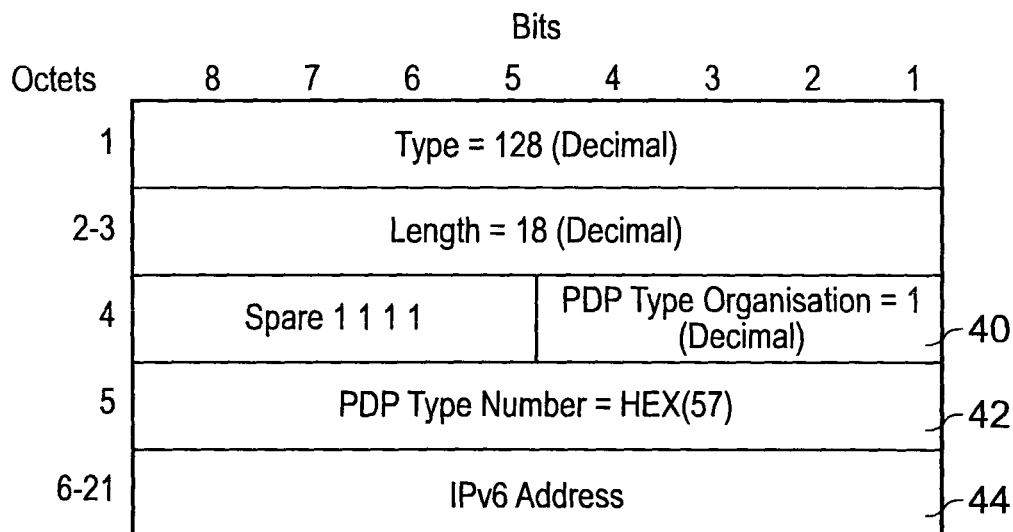 Bits
Octets 8 7 6 5 4 3 2 1
1 Type = 128 (Decimal)
2-3 Length = 18 (Decimal)
4 Spare 1 1 1 1 PDP Type Organisation = 1
(Decimal) 40
5 PDP Type Number = HEX(57) 42
6-21 IPv6 Address 44